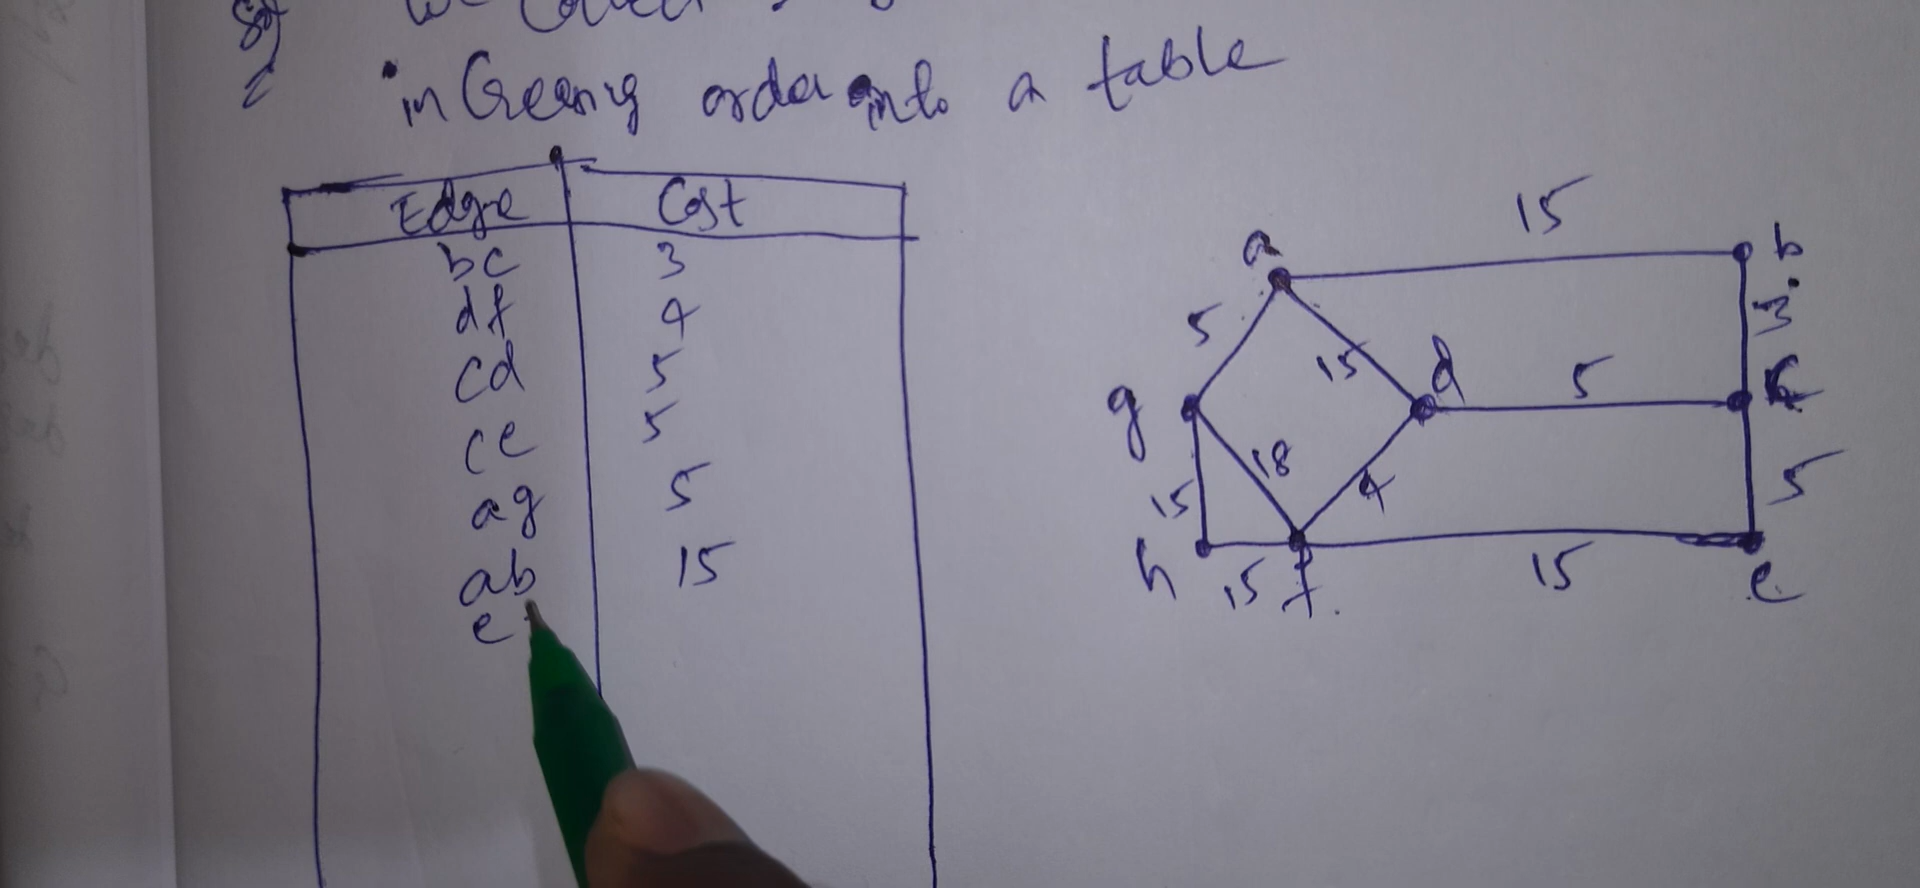 in Creasing order into a table
Edge Cost
bc 3
df 4
cd 5
ce 5
ag 5
ab 15
e
15
a
b
5
15
3
g
d
5
18
4
5
15
h
15
f
15
e